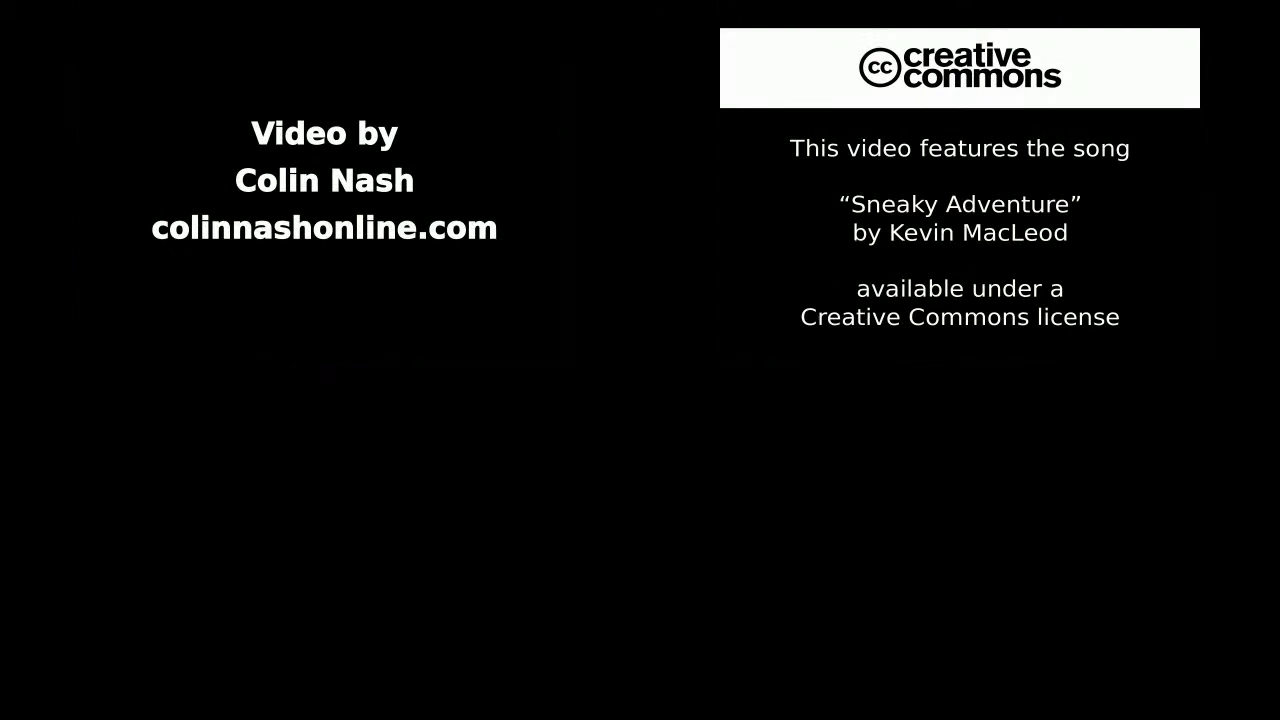 Video by
Colin Nash
colinnashonline.com
cc creative
commons
This video features the song
“Sneaky Adventure”
by Kevin MacLeod
available under a
Creative Commons license